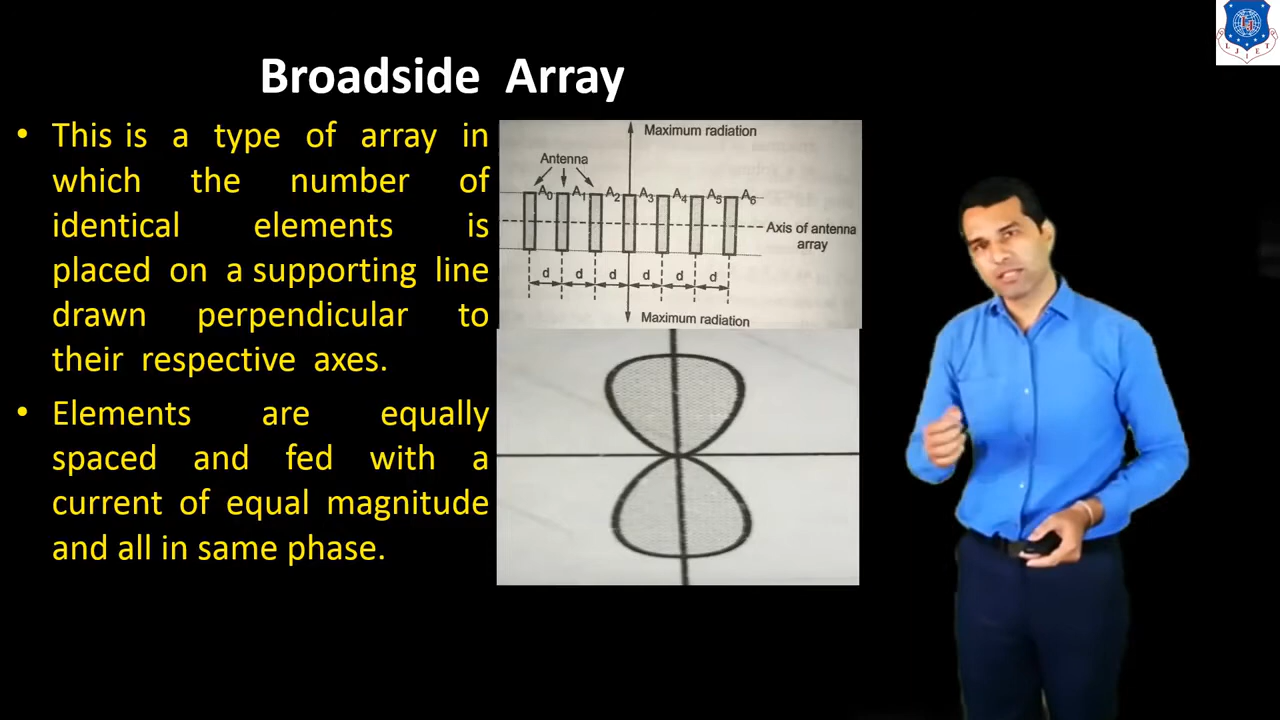 Broadside Array
• This is a type of array in
which the number of
identical elements is
placed on a supporting line
drawn perpendicular to
their respective axes.
• Elements are equally
spaced and fed with a
current of equal magnitude
and all in same phase.
Maximum radiation
Antenna
A0 A1 A2 A3 A4 A5 A6
Axis of antenna
array
d d d d d d
Maximum radiation
LJIET